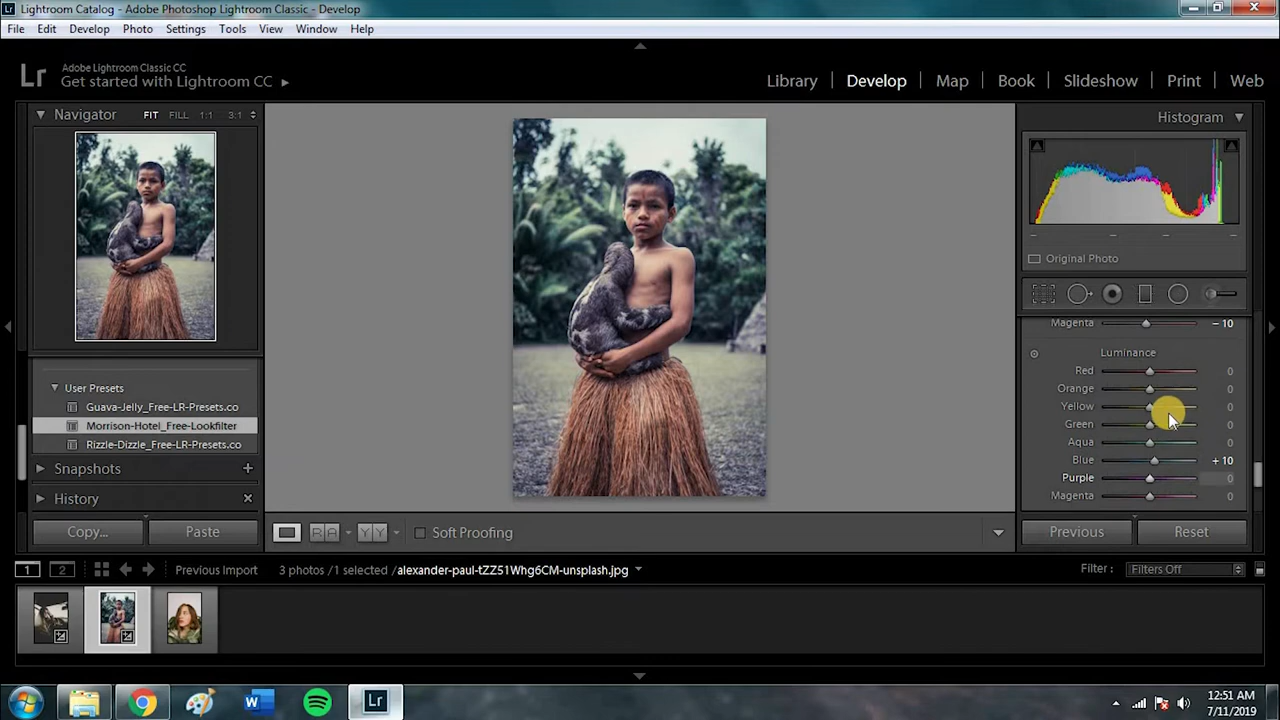 Lightroom Catalog - Adobe Photoshop Lightroom Classic - Develop
File Edit Develop Photo Settings Tools View Window Help
Lr
Adobe Lightroom Classic CC
Get started with Lightroom CC
Library Develop Map Book Slideshow Print Web
Navigator FIT FILL 1:1 3:1
Histogram
Original Photo
Magenta - 10
Luminance
Red 0
Orange 0
Yellow 0
Green 0
Aqua 0
Blue + 10
Purple 0
Magenta 0
User Presets
Guava-Jelly_Free-LR-Presets.co
Morrison-Hotel_Free-Lookfilter
Rizzle-Dizzle_Free-LR-Presets.co
Snapshots
History
Copy... Paste
R A Y Y Soft Proofing
Previous Reset
1 2 Previous Import 3 photos /1 selected /alexander-paul-tZZ51Whg6CM-unsplash.jpg Filter : Filters Off
W Lr
12:51 AM
7/11/2019